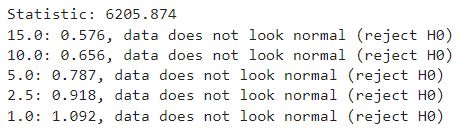 Statistic: 6205.874
15.0: 0.576, data does not look normal (reject H0)
10.0: 0.656, data does not look normal (reject H0)
5.0: 0.787, data does not look normal (reject H0)
2.5: 0.918, data does not look normal (reject H0)
1.0: 1.092, data does not look normal (reject H0)